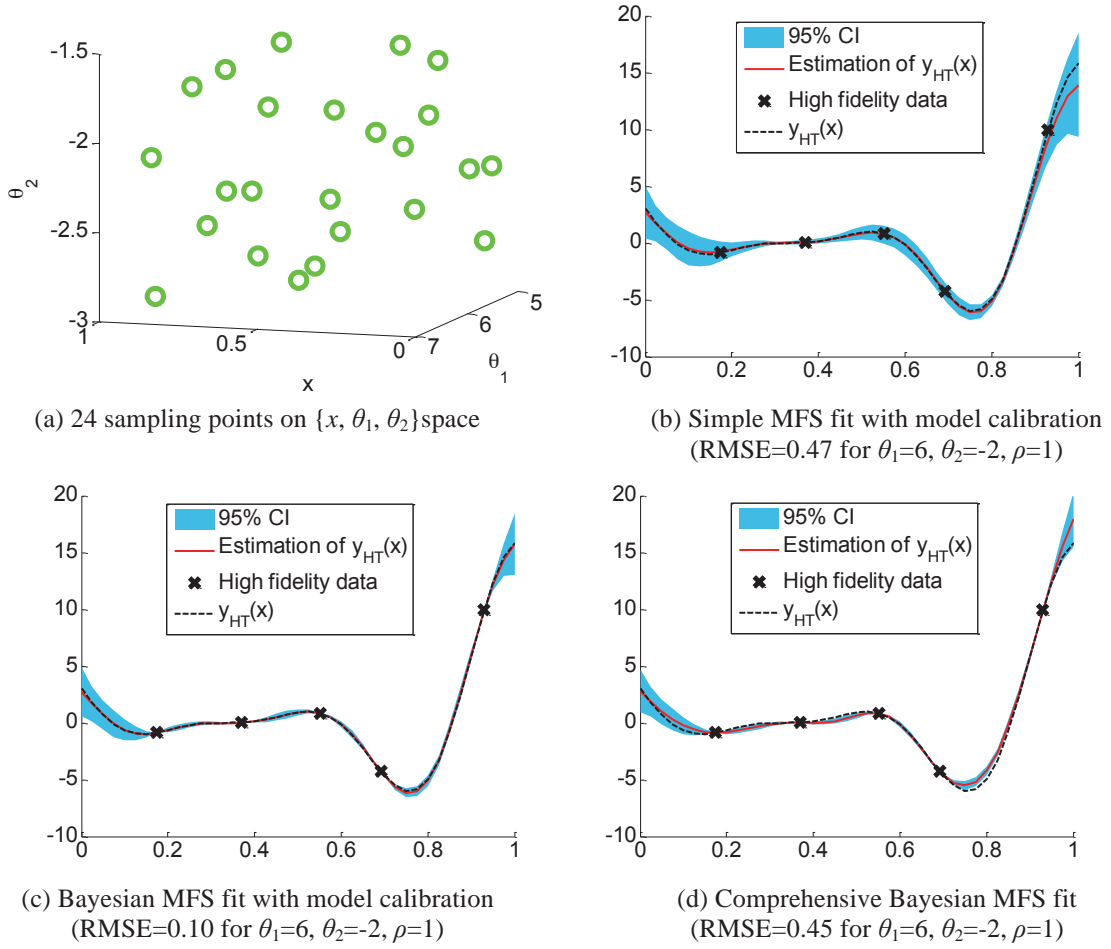 -1.5
-2
-2.5
-3
θ2
1
0.5
0
x
7
6
5
θ1
(a) 24 sampling points on {x, θ1, θ2}space
20
15
10
5
0
-5
-10
0
0.2
0.4
0.6
0.8
1
95% CI
Estimation of yHT(x)
High fidelity data
yHT(x)
(b) Simple MFS fit with model calibration
(RMSE=0.47 for θ1=6, θ2=-2, ρ=1)
20
15
10
5
0
-5
-10
0
0.2
0.4
0.6
0.8
1
95% CI
Estimation of yHT(x)
High fidelity data
yHT(x)
(c) Bayesian MFS fit with model calibration
(RMSE=0.10 for θ1=6, θ2=-2, ρ=1)
20
15
10
5
0
-5
-10
0
0.2
0.4
0.6
0.8
1
95% CI
Estimation of yHT(x)
High fidelity data
yHT(x)
(d) Comprehensive Bayesian MFS fit
(RMSE=0.45 for θ1=6, θ2=-2, ρ=1)